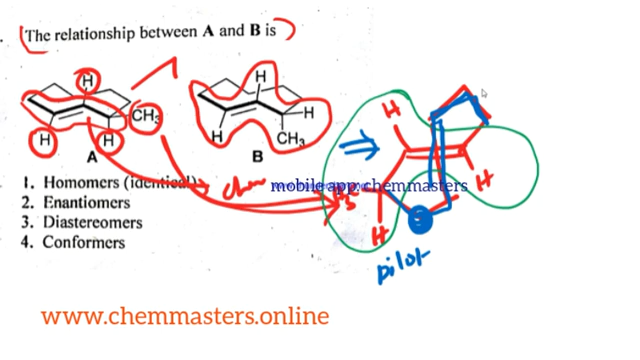 . (The relationship between A and B is )
H
H
CH3
H
H
H
H
H
CH3
A
B
H
H
H
1. Homomers (identical)
2. Enantiomers
3. Diastereomers
4. Conformers
mobile app.chemmasters
pilot
www.chemmasters.online